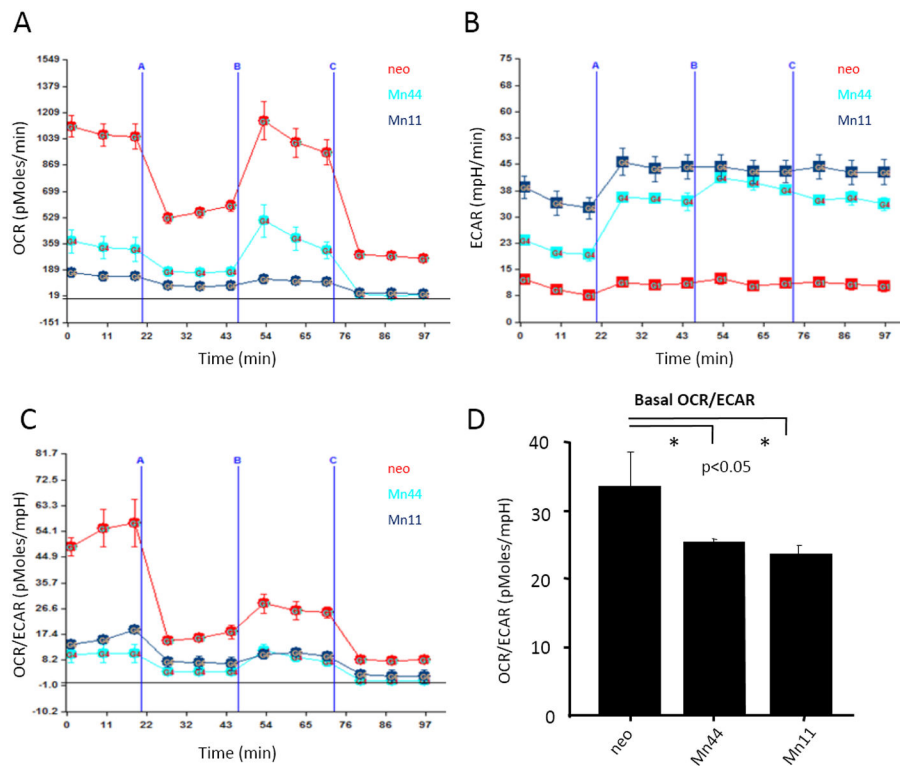 A
OCR (pMoles/min)
1549
1379
1209
1039
869
699
529
359
189
19
-151
A
B
C
neo
Mn44
Mn11
0
11
22
32
43
54
65
76
86
97
Time (min)
B
ECAR (mpH/min)
75
68
60
53
45
38
30
23
15
8
0
A
B
C
neo
Mn44
Mn11
0
11
22
32
43
54
65
76
86
97
Time (min)
C
OCR/ECAR (pMoles/mpH)
81.7
72.5
63.3
54.1
44.9
35.7
26.6
17.4
8.2
-1.0
-10.2
A
B
C
neo
Mn44
Mn11
0
11
22
32
43
54
65
76
86
97
Time (min)
D
Basal OCR/ECAR
* *
p<0.05
OCR/ECAR (pMoles/mpH)
40
30
20
10
0
neo
Mn44
Mn11